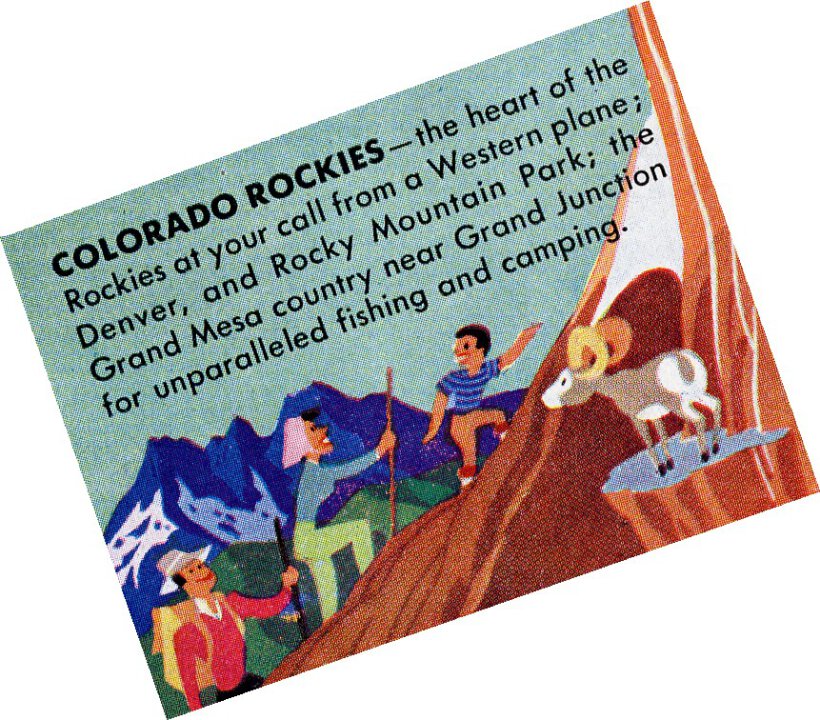 COLORADO ROCKIES—the heart of the
Rockies at your call from a Western plane;
Denver, and Rocky Mountain Park; the
Grand Mesa country near Grand Junction
for unparalleled fishing and camping.